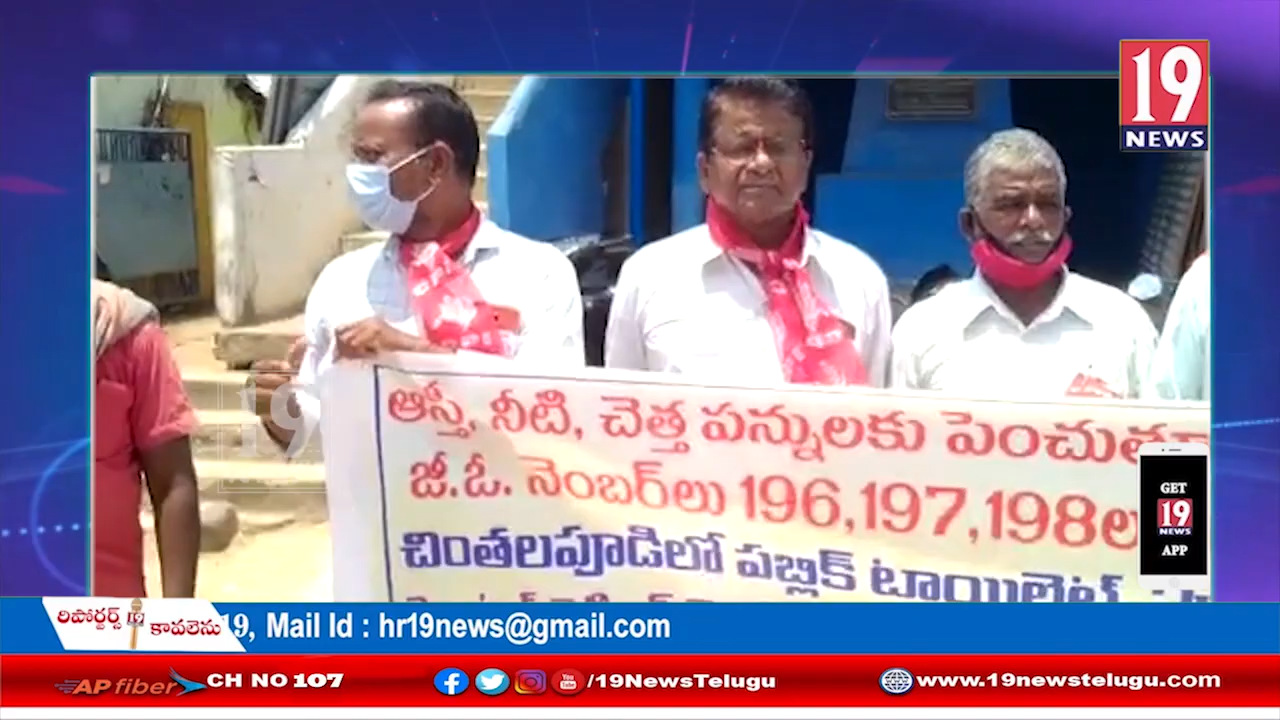 19
NEWS
ఆస్తి, నీటి, చెత్త పన్నులకు పెంచుతూ
జీ.ఓ. నెంబర్‌లు 196,197,198ల
చింతలపూడిలో పబ్లిక్ టాయిలెట్
GET
19
NEWS
APP
రిపోర్టర్స్ 19 కావలెను
19, Mail Id : hr19news@gmail.com
AP fiber CH NO 107
/19NewsTelugu
www.19newstelugu.com